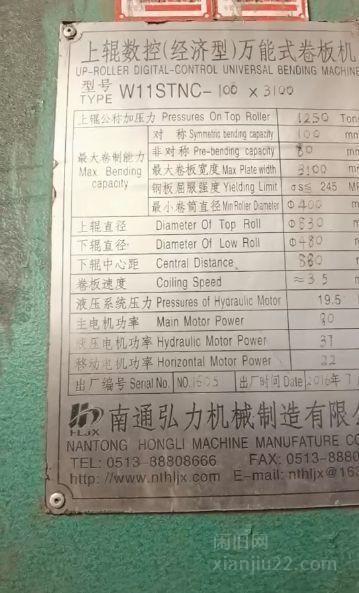 上辊数控(经济型)万能式卷板机
UP-ROLLER DIGITAL-CONTROL UNIVERSAL BENDING MACHINE
型号 TYPE W11STNC-100 x 3100
上辊公称加压力 Pressures On Top Roller 1250 Ton
最大卷制能力 Max. Bending capacity
对 称 Symmetric bending capacity 100 mm
非对称 Pre-bending capacity 80 mm
最大卷板宽度 Max Plate width 3100 mm
钢板屈服强度 Yielding Limit σs≤ 245
最小卷筒直径 Min Roller Diameter Φ 400 mm
上辊直径 Diameter Of Top Roll Φ 630 mm
下辊直径 Diameter Of Low Roll Φ 480 mm
下辊中心距 Central Distance 880 mm
卷板速度 Coiling Speed ≈3.5
液压系统压力 Pressures of Hydraulic Motor 19.5
主电机功率 Main Motor Power 80
液压电机功率 Hydraulic Motor Power 37
移动电机功率 Horizontal Motor Power 22
出厂编号 Serial No. NO.1605 出厂时间 Date 2016年7
HLJX 南通弘力机械制造有限
NANTONG HONGLI MACHINE MANUFATURE CO
TEL: 0513-88808666 FAX: 0513-8880
http://www.nthljx.com E-mail: nthljx@163
闲旧网
xianjiu22.com